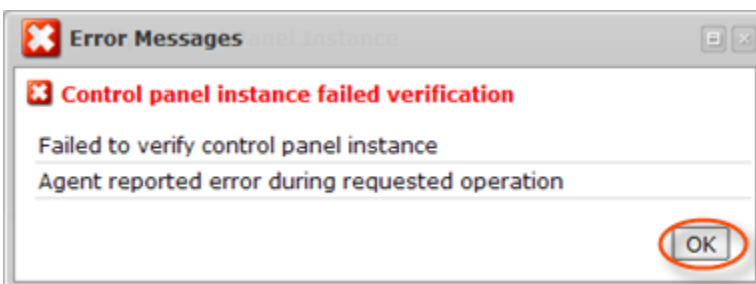 Error Messages
Control panel instance failed verification
Failed to verify control panel instance
Agent reported error during requested operation
OK